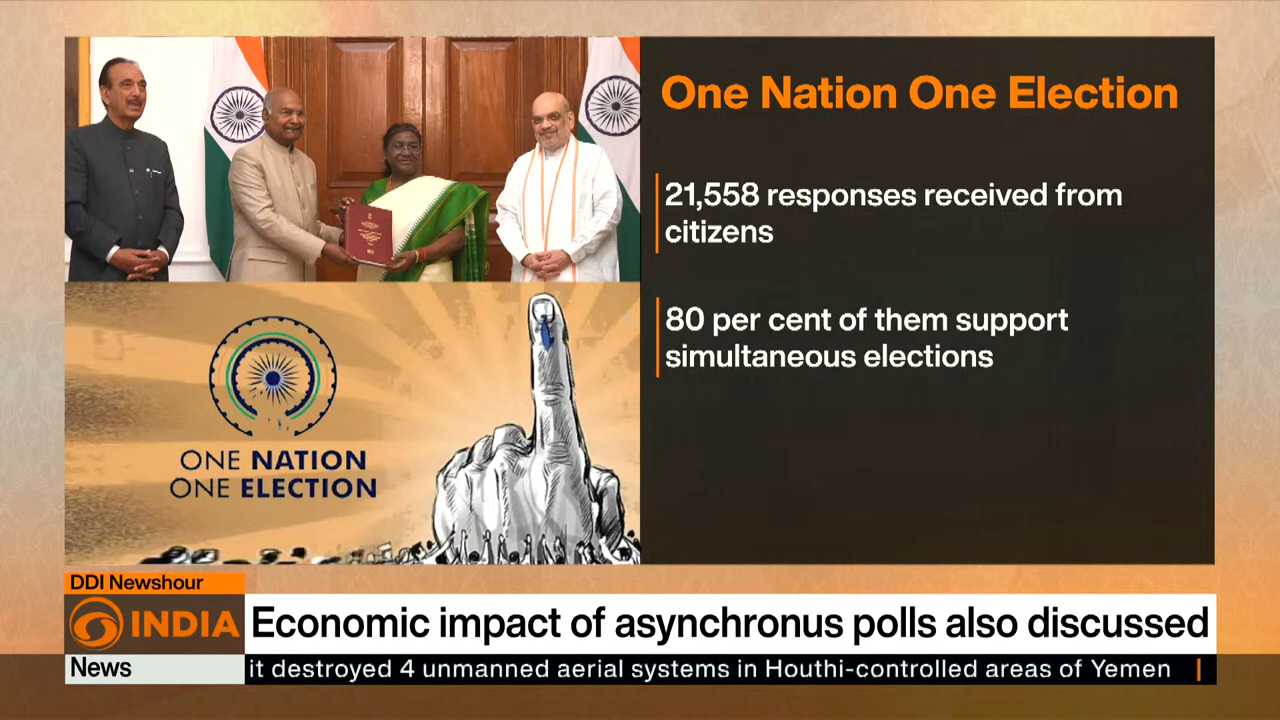 One Nation One Election
21,558 responses received from
citizens
80 per cent of them support
simultaneous elections
ONE NATION
ONE ELECTION
DDI Newshour
INDIA
Economic impact of asynchronus polls also discussed
News
it destroyed 4 unmanned aerial systems in Houthi-controlled areas of Yemen